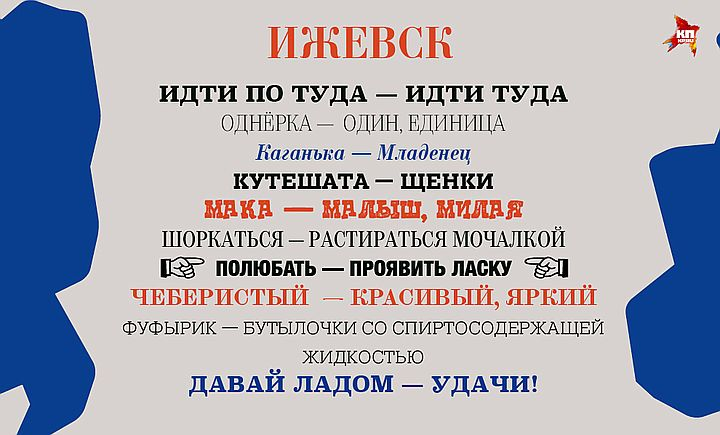 ИЖЕВСК
КП
ИДТИ ПО ТУДА — ИДТИ ТУДА
ОДНЁРКА — ОДИН, ЕДИНИЦА
Каганька — Младенец
КУТЕШАТА — ЩЕНКИ
МАКА — МАЛЫШ, МИЛАЯ
ШОРКАТЬСЯ — РАСТИРАТЬСЯ МОЧАЛКОЙ
ПОЛЮБАТЬ — ПРОЯВИТЬ ЛАСКУ
ЧЕБЕРИСТЫЙ — КРАСИВЫЙ, ЯРКИЙ
ФУФЫРИК — БУТЫЛОЧКИ СО СПИРТОСОДЕРЖАЩЕЙ
ЖИДКОСТЬЮ
ДАВАЙ ЛАДОМ — УДАЧИ!